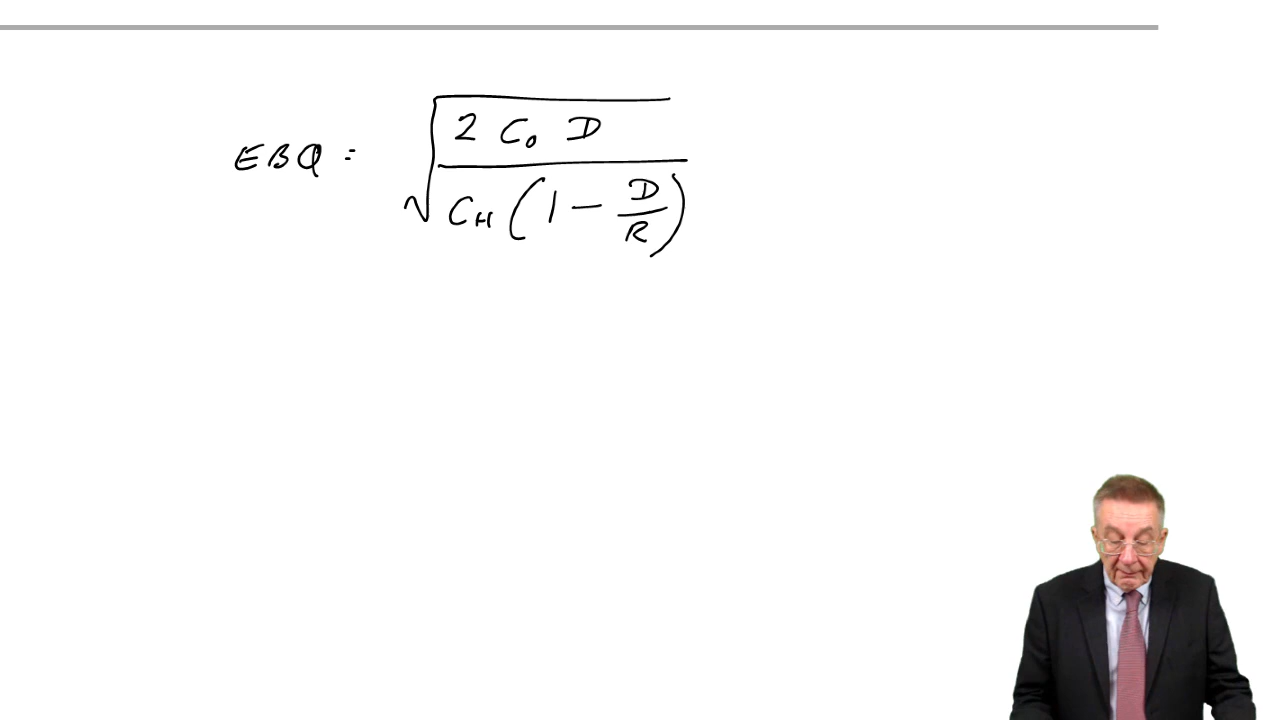 EBQ = √(2 C₀ D / C_H (1 − D/R))